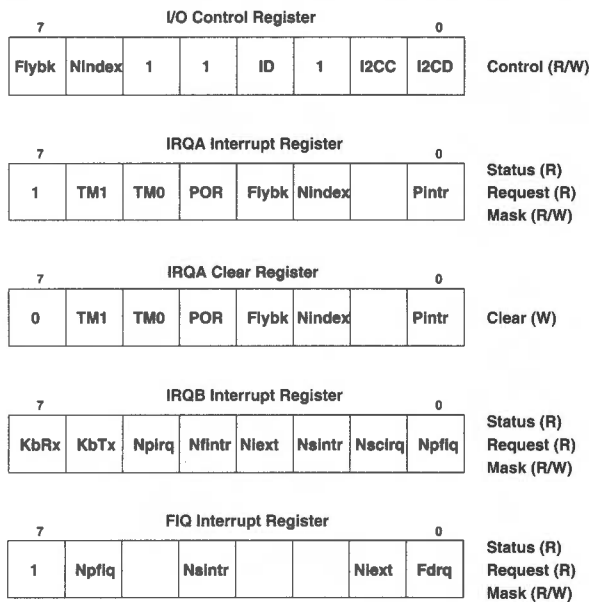 I/O Control Register
7 0
Flybk NIndex 1 1 ID 1 I2CC I2CD Control (R/W)
IRQA Interrupt Register
7 0
Status (R)
1 TM1 TM0 POR Flybk NIndex PIntr Request (R)
Mask (R/W)
IRQA Clear Register
7 0
0 TM1 TM0 POR Flybk NIndex PIntr Clear (W)
IRQB Interrupt Register
7 0
Status (R)
KbRx KbTx Npirq Nfintr Niext Nsintr Nscirq Npfiq Request (R)
Mask (R/W)
FIQ Interrupt Register
7 0
Status (R)
1 Npfiq Nsintr Niext Fdrq Request (R)
Mask (R/W)